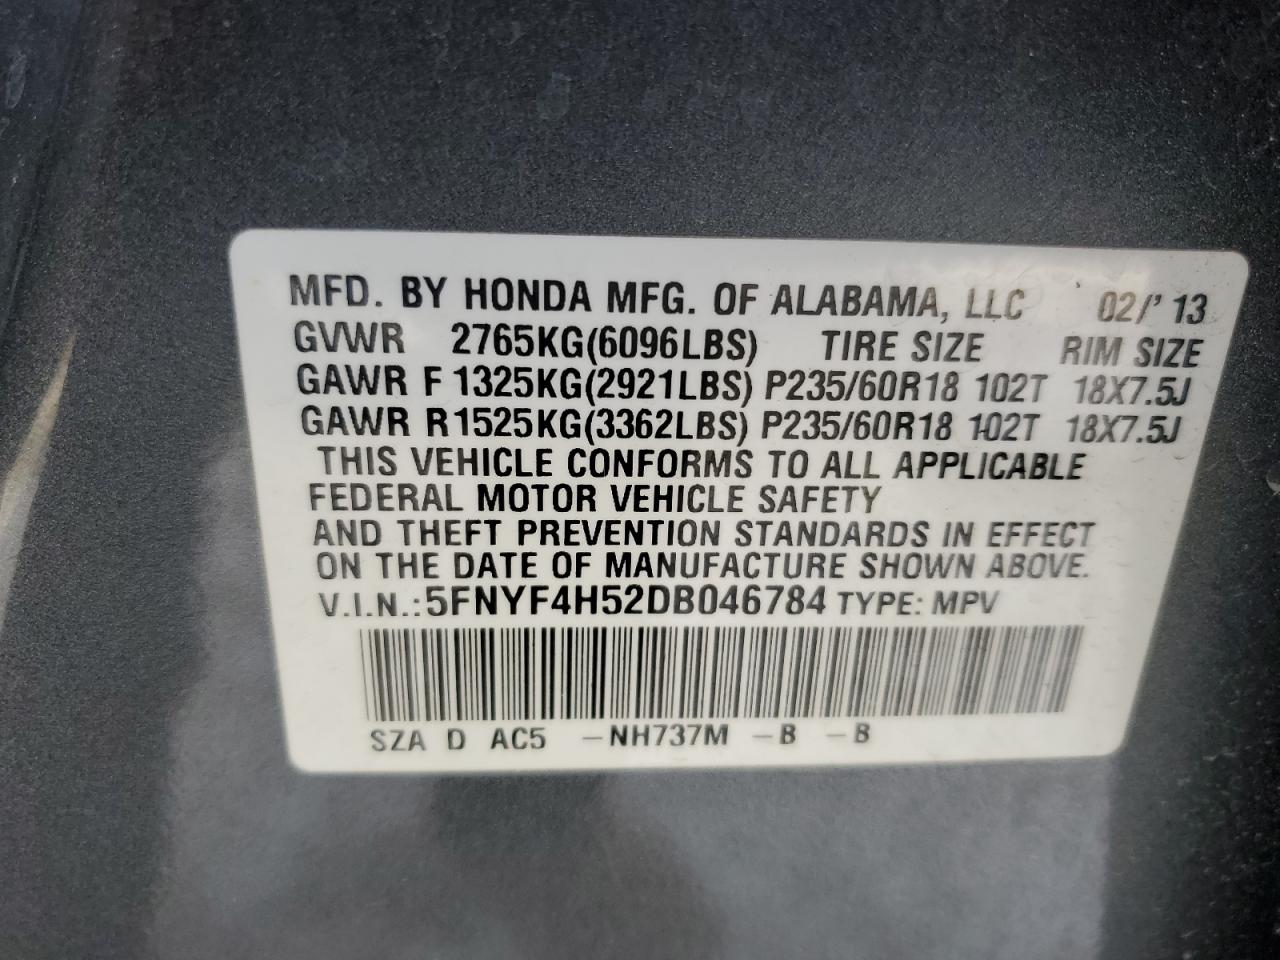 MFD. BY HONDA MFG. OF ALABAMA, LLC 02/'13
GVWR 2765KG(6096LBS) TIRE SIZE RIM SIZE
GAWR F 1325KG(2921LBS) P235/60R18 102T 18X7.5J
GAWR R1525KG(3362LBS) P235/60R18 102T 18X7.5J
THIS VEHICLE CONFORMS TO ALL APPLICABLE
FEDERAL MOTOR VEHICLE SAFETY
AND THEFT PREVENTION STANDARDS IN EFFECT
ON THE DATE OF MANUFACTURE SHOWN ABOVE.
V.I.N.:5FNYF4H52DB046784 TYPE: MPV
SZA D AC5 -NH737M -B -B